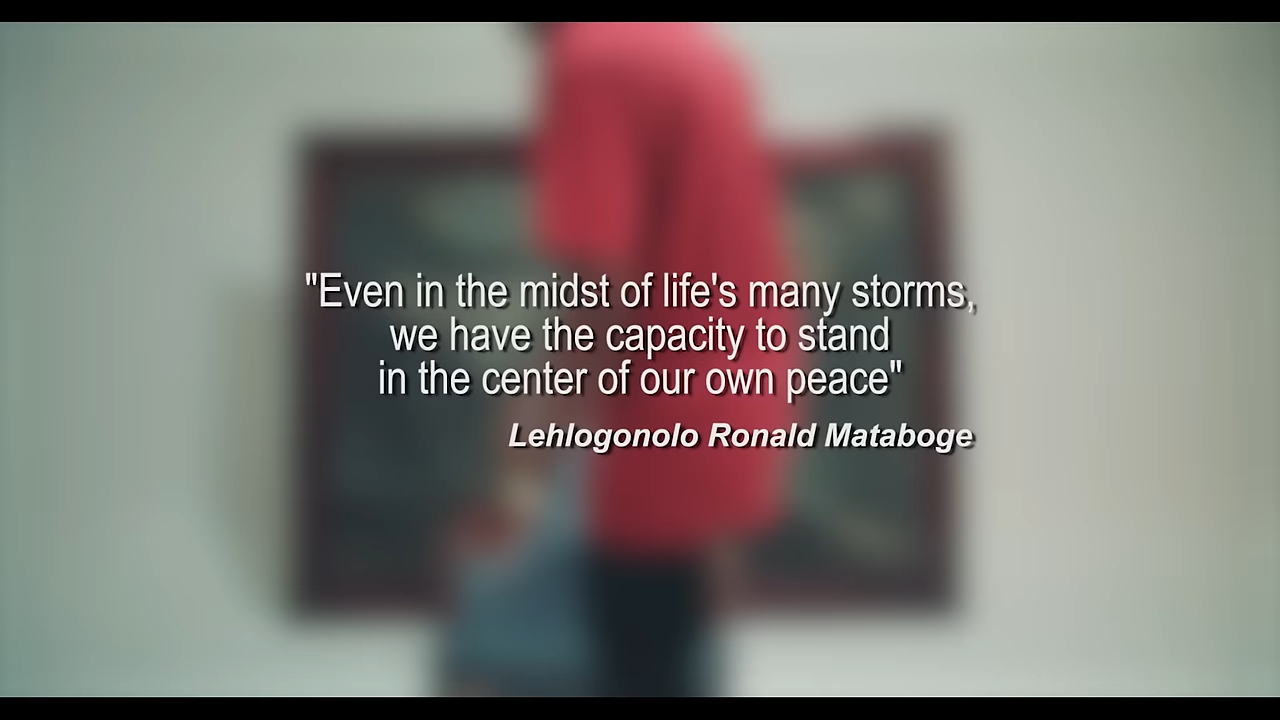 "Even in the midst of life's many storms,
we have the capacity to stand
in the center of our own peace"
Lehlogonolo Ronald Mataboge